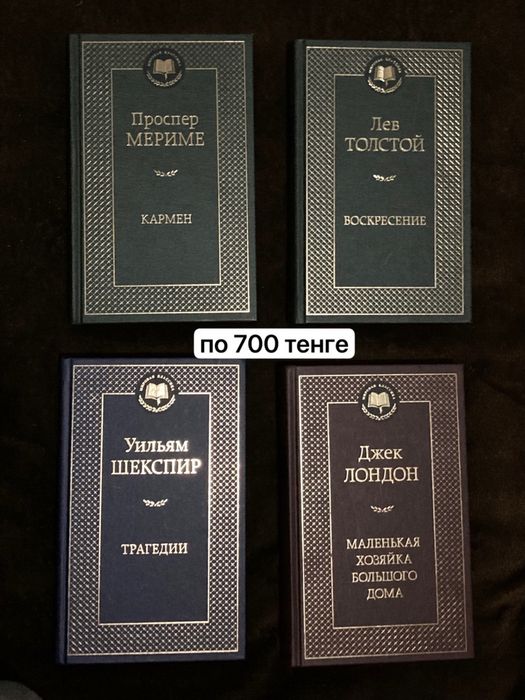 Проспер
МЕРИМЕ
КАРМЕН
Лев
ТОЛСТОЙ
ВОСКРЕСЕНИЕ
по 700 тенге
Уильям
ШЕКСПИР
ТРАГЕДИИ
Джек
ЛОНДОН
МАЛЕНЬКАЯ
ХОЗЯЙКА
БОЛЬШОГО
ДОМА